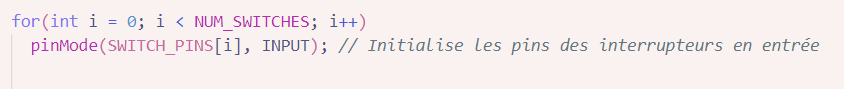 for(int i = 0; i < NUM_SWITCHES; i++)
pinMode(SWITCH_PINS[i], INPUT); // Initialise les pins des interrupteurs en entrée